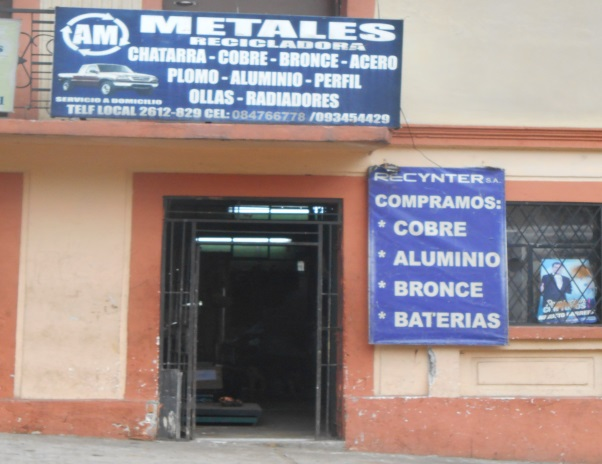 AM METALES
RECICLADORA
CHATARRA - COBRE - BRONCE - ACERO
PLOMO - ALUMINIO - PERFIL
OLLAS - RADIADORES
SERVICIO A DOMICILIO
TELF LOCAL 2612-829 CEL: 084766778 /093454429
RECYNTER S.A.
COMPRAMOS:
* COBRE
* ALUMINIO
* BRONCE
* BATERIAS